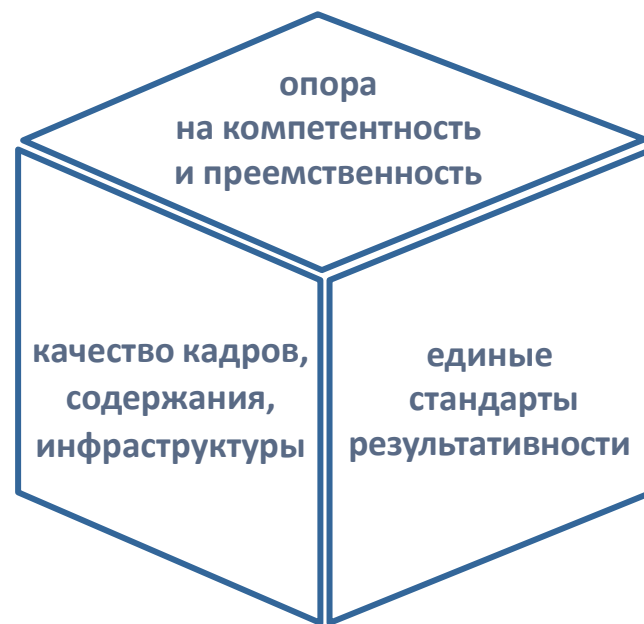 опора
на компетентность
и преемственность
качество кадров,
содержания,
инфраструктуры
единые
стандарты
результативности